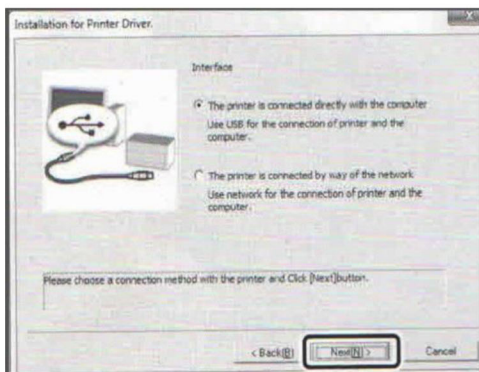 Installation for Printer Driver.
Interface
The printer is connected directly with the computer
Use USB for the connection of printer and the
computer.
The printer is connected by way of the network
Use network for the connection of printer and the
computer.
Please choose a connection method with the printer and Click [Next]button.
< Back(B)
Next(N) >
Cancel